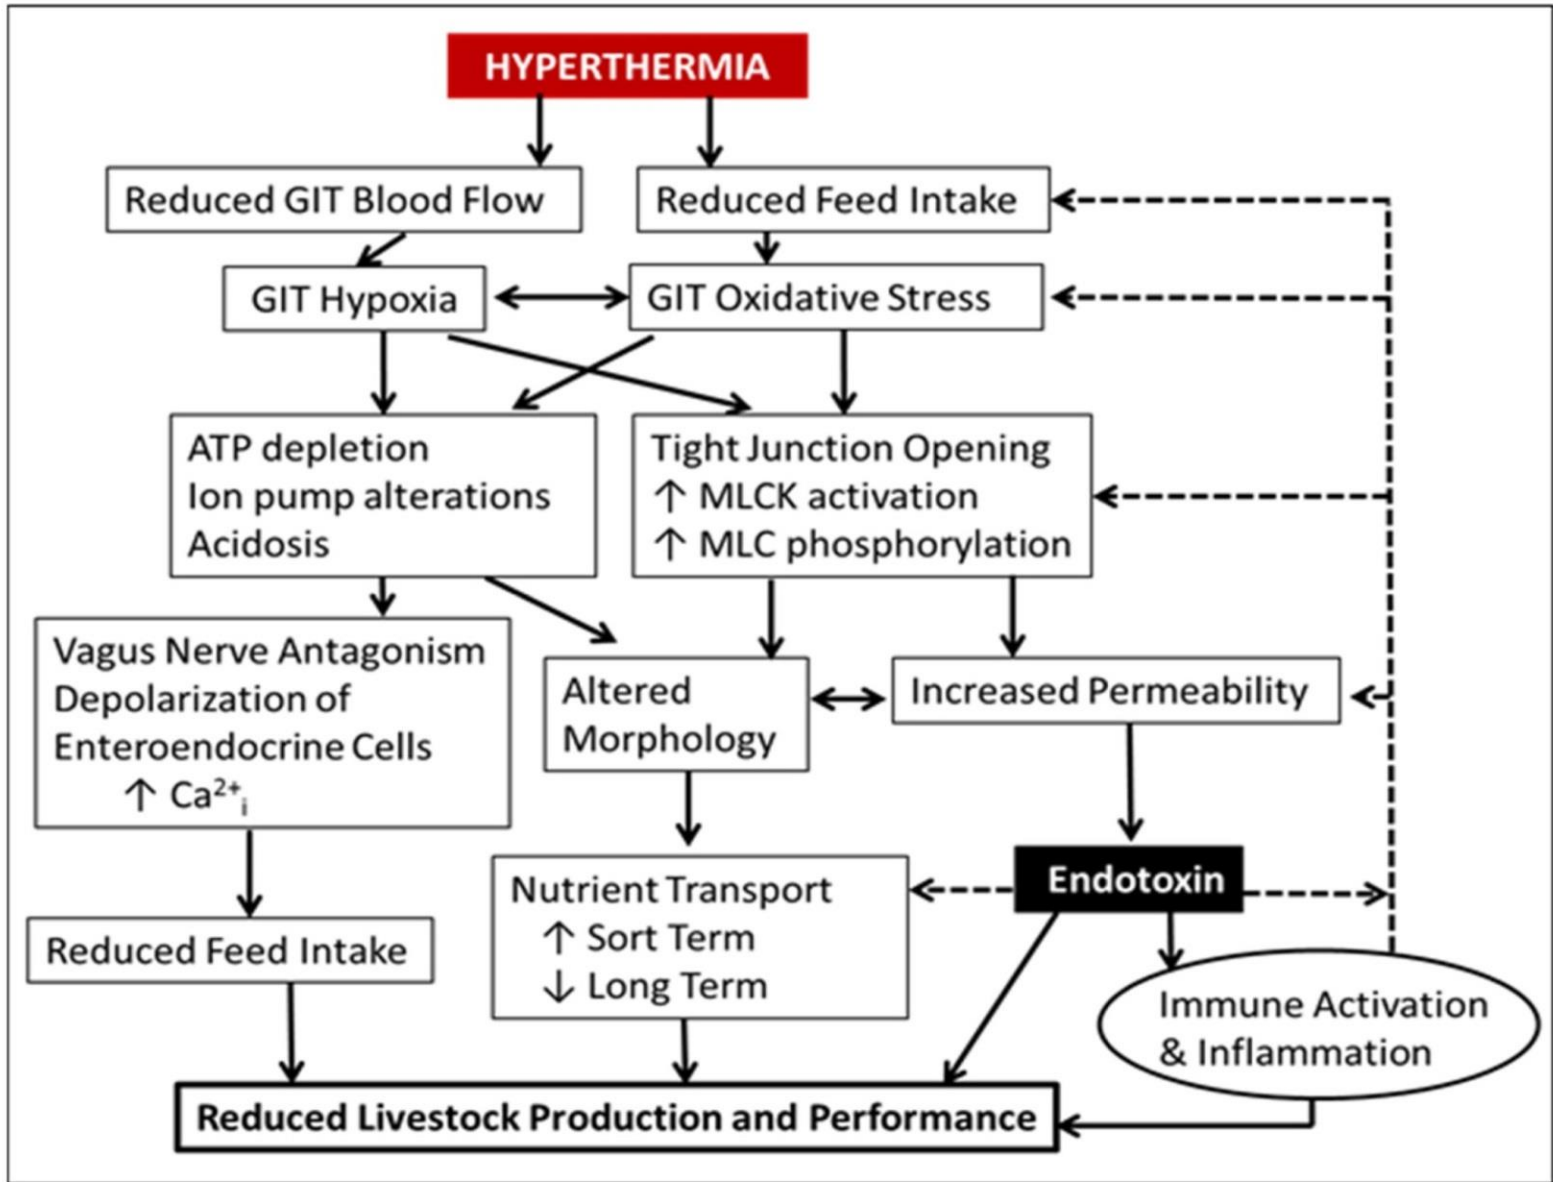 HYPERTHERMIA
Reduced GIT Blood Flow
Reduced Feed Intake
GIT Hypoxia
GIT Oxidative Stress
ATP depletion
Ion pump alterations
Acidosis
Tight Junction Opening
↑ MLCK activation
↑ MLC phosphorylation
Vagus Nerve Antagonism
Depolarization of
Enteroendocrine Cells
↑ Ca²⁺ᵢ
Altered
Morphology
Increased Permeability
Nutrient Transport
↑ Sort Term
↓ Long Term
Endotoxin
Reduced Feed Intake
Immune Activation
& Inflammation
Reduced Livestock Production and Performance